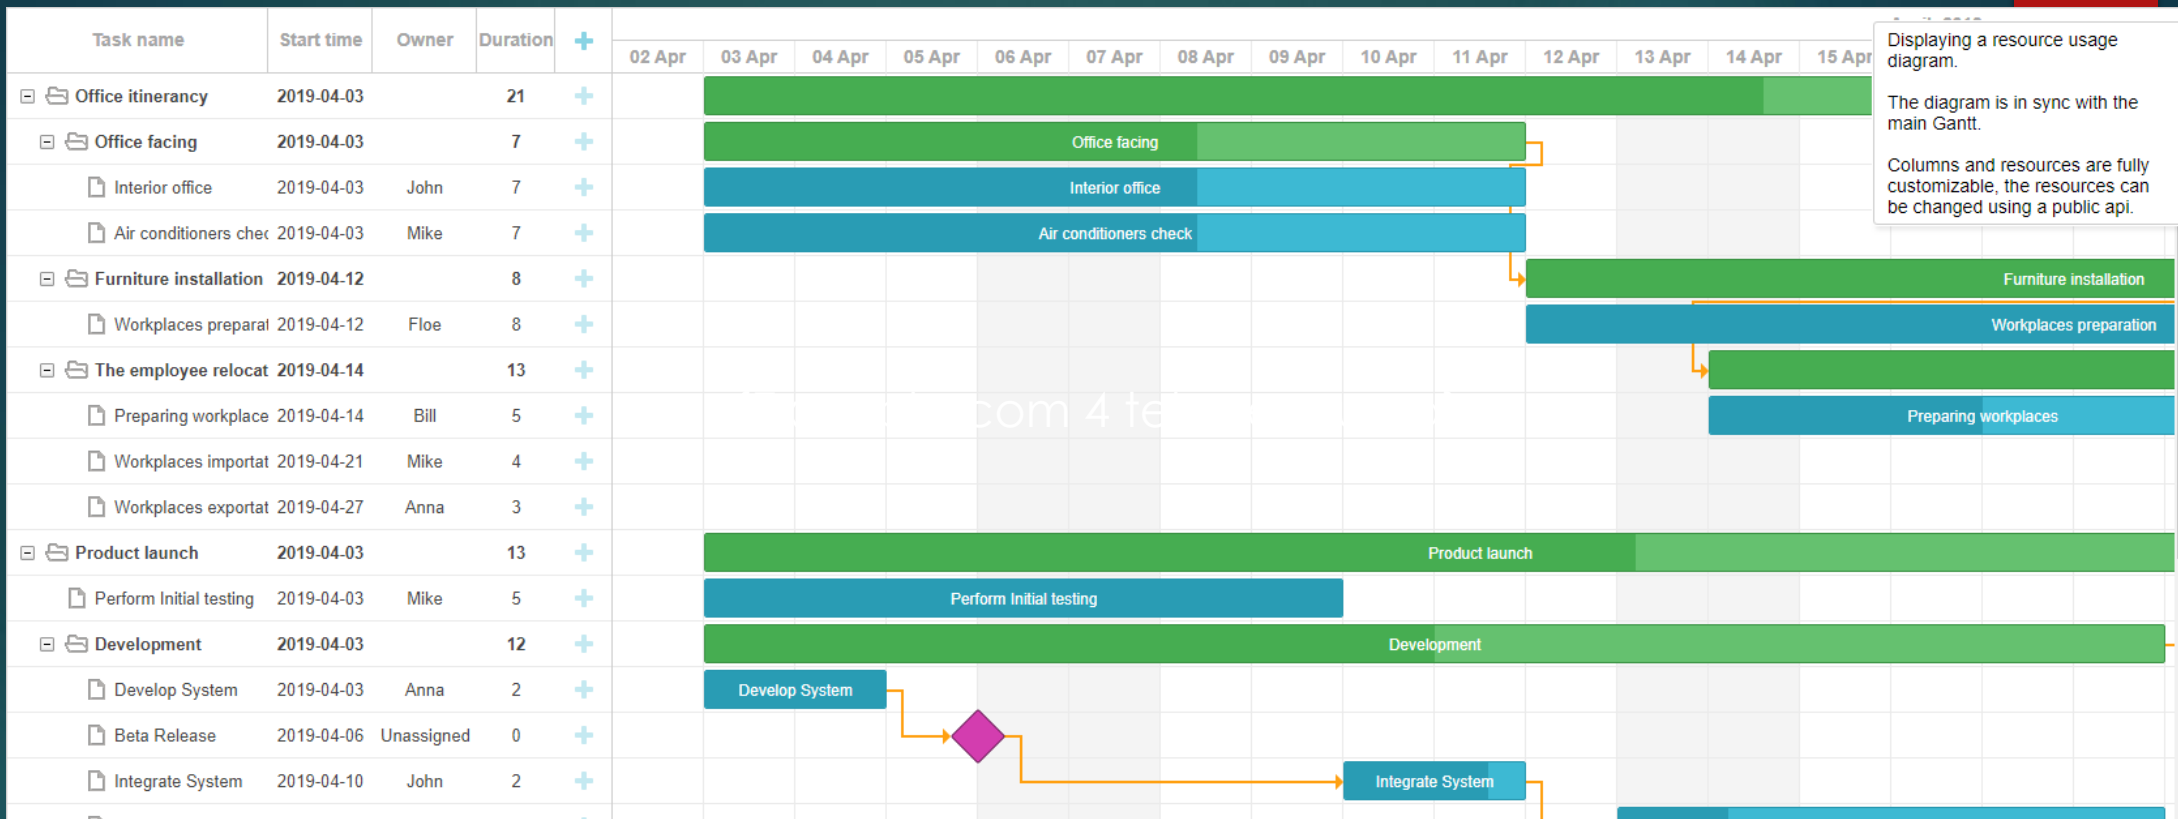 Task name Start time Owner Duration
02 Apr 03 Apr 04 Apr 05 Apr 06 Apr 07 Apr 08 Apr 09 Apr 10 Apr 11 Apr 12 Apr 13 Apr 14 Apr 15 Apr
Displaying a resource usage
diagram.
The diagram is in sync with the
main Gantt.
Columns and resources are fully
customizable, the resources can
be changed using a public api.
Office itinerancy 2019-04-03 21
Office facing 2019-04-03 7 Office facing
Interior office 2019-04-03 John 7 Interior office
Air conditioners chec 2019-04-03 Mike 7 Air conditioners check
Furniture installation 2019-04-12 8 Furniture installation
Workplaces preparat 2019-04-12 Floe 8 Workplaces preparation
The employee relocat 2019-04-14 13
Preparing workplace 2019-04-14 Bill 5 Preparing workplaces
com 4
Workplaces importat 2019-04-21 Mike 4
Workplaces exportat 2019-04-27 Anna 3
Product launch 2019-04-03 13 Product launch
Perform Initial testing 2019-04-03 Mike 5 Perform Initial testing
Development 2019-04-03 12 Development
Develop System 2019-04-03 Anna 2 Develop System
Beta Release 2019-04-06 Unassigned 0
Integrate System 2019-04-10 John 2 Integrate System